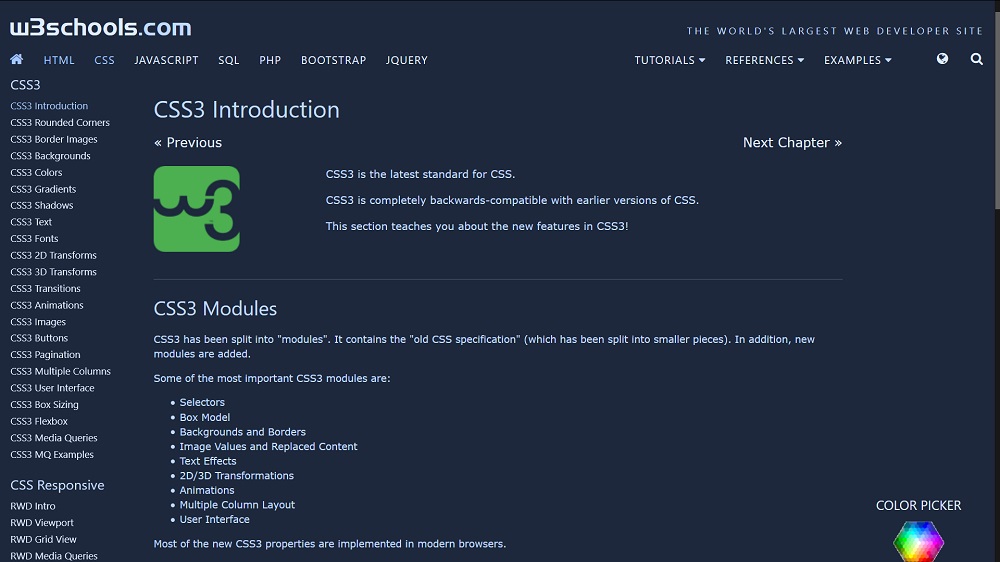 w3schools.com
THE WORLD'S LARGEST WEB DEVELOPER SITE
HTML CSS JAVASCRIPT SQL PHP BOOTSTRAP JQUERY TUTORIALS REFERENCES EXAMPLES
CSS3
CSS3 Introduction
CSS3 Rounded Corners
CSS3 Border Images
CSS3 Backgrounds
CSS3 Colors
CSS3 Gradients
CSS3 Shadows
CSS3 Text
CSS3 Fonts
CSS3 2D Transforms
CSS3 3D Transforms
CSS3 Transitions
CSS3 Animations
CSS3 Images
CSS3 Buttons
CSS3 Pagination
CSS3 Multiple Columns
CSS3 User Interface
CSS3 Box Sizing
CSS3 Flexbox
CSS3 Media Queries
CSS3 MQ Examples
CSS Responsive
RWD Intro
RWD Viewport
RWD Grid View
RWD Media Queries
CSS3 Introduction
« Previous
Next Chapter »
w3
CSS3 is the latest standard for CSS.
CSS3 is completely backwards-compatible with earlier versions of CSS.
This section teaches you about the new features in CSS3!
CSS3 Modules
CSS3 has been split into "modules". It contains the "old CSS specification" (which has been split into smaller pieces). In addition, new
modules are added.
Some of the most important CSS3 modules are:
• Selectors
• Box Model
• Backgrounds and Borders
• Image Values and Replaced Content
• Text Effects
• 2D/3D Transformations
• Animations
• Multiple Column Layout
• User Interface
Most of the new CSS3 properties are implemented in modern browsers.
COLOR PICKER